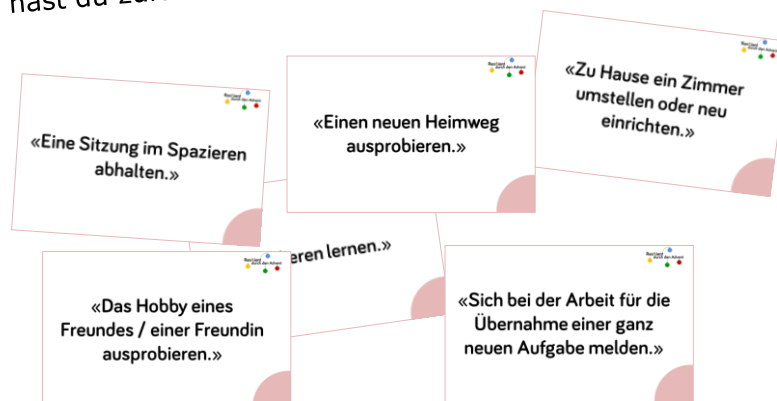 hast du
«Zu Hause ein Zimmer
umstellen oder neu
einrichten.»
«Einen neuen Heimweg
ausprobieren.»
«Eine Sitzung im Spazieren
abhalten.»
lernen.»
«Das Hobby eines
Freundes / einer Freundin
ausprobieren.»
«Sich bei der Arbeit für die
Übernahme einer ganz
neuen Aufgabe melden.»